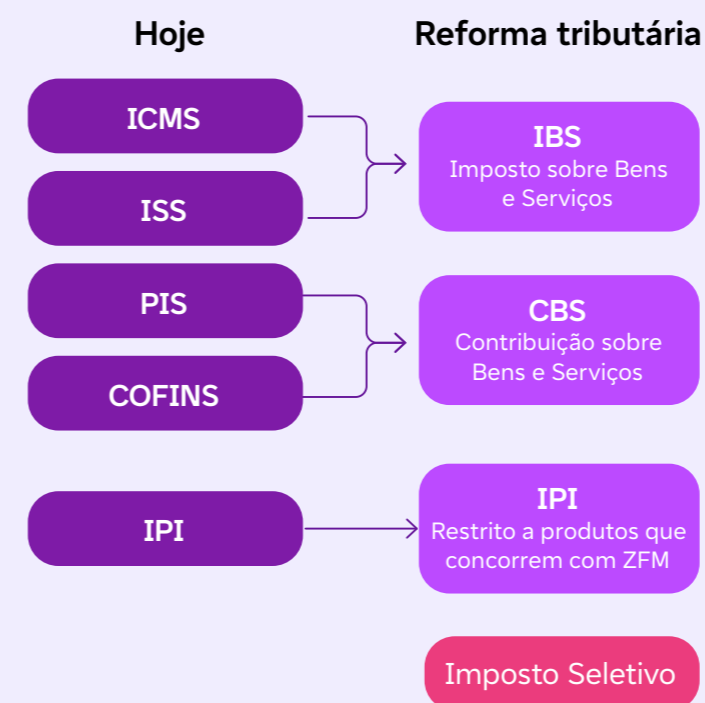 Hoje
Reforma tributária
ICMS
ISS
PIS
COFINS
IPI
IBS
Imposto sobre Bens
e Serviços
CBS
Contribuição sobre
Bens e Serviços
IPI
Restrito a produtos que
concorrem com ZFM
Imposto Seletivo